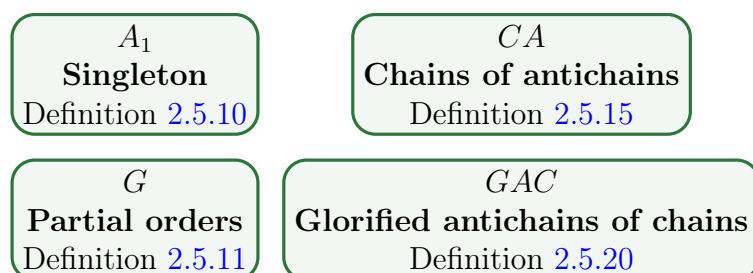 A₁
Singleton
Definition 2.5.10
CA
Chains of antichains
Definition 2.5.15
G
Partial orders
Definition 2.5.11
GAC
Glorified antichains of chains
Definition 2.5.20